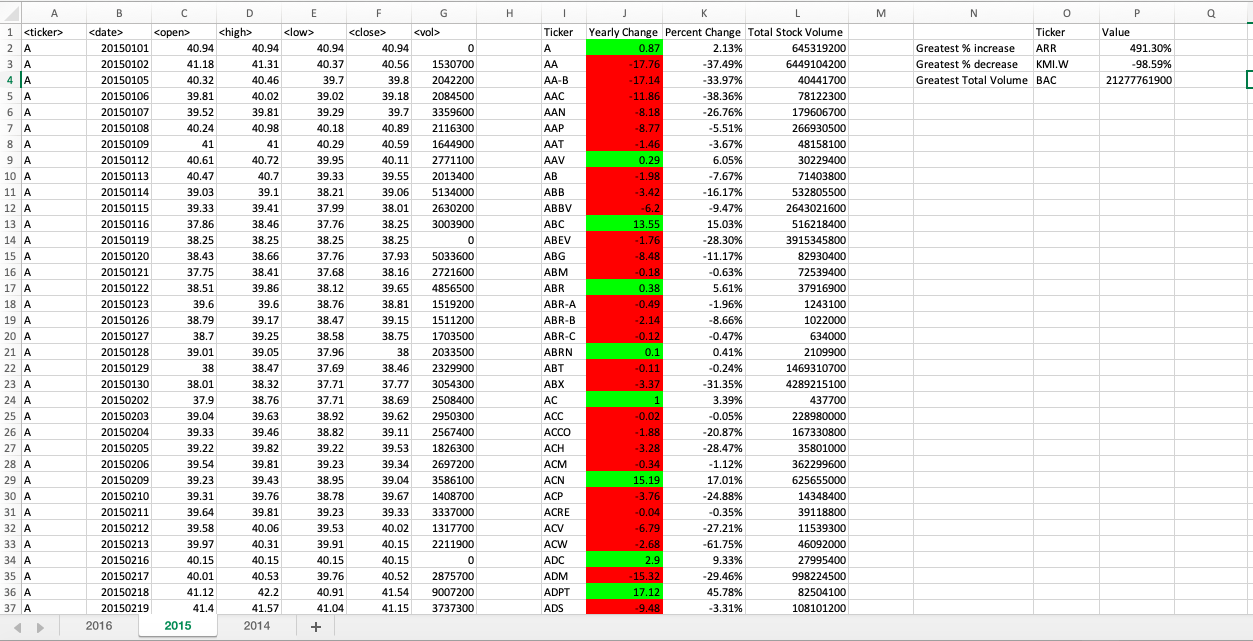 A B C D E F G H I J K L M N O P Q
1 <ticker> <date> <open> <high> <low> <close> <vol> Ticker Yearly Change Percent Change Total Stock Volume Ticker Value
2 A 20150101 40.94 40.94 40.94 40.94 0 A 0.87 2.13% 645319200 Greatest % increase ARR 491.30%
3 A 20150102 41.18 41.31 40.37 40.56 1530700 AA -17.76 -37.49% 6449104200 Greatest % decrease KMI.W -98.59%
4 A 20150105 40.32 40.46 39.7 39.8 2042200 AA-B -17.14 -33.97% 40441700 Greatest Total Volume BAC 21277761900
5 A 20150106 39.81 40.02 39.02 39.18 2084500 AAC -11.86 -38.36% 78122300
6 A 20150107 39.52 39.81 39.29 39.7 3359600 AAN -8.18 -26.76% 179606700
7 A 20150108 40.24 40.98 40.18 40.89 2116300 AAP -8.77 -5.51% 266930500
8 A 20150109 41 41 40.29 40.59 1644900 AAT -1.46 -3.67% 48158100
9 A 20150112 40.61 40.72 39.95 40.11 2771100 AAV 0.29 6.05% 30229400
10 A 20150113 40.47 40.7 39.33 39.55 2013400 AB -1.98 -7.67% 71403800
11 A 20150114 39.03 39.1 38.21 39.06 5134000 ABB -3.42 -16.17% 532805500
12 A 20150115 39.33 39.41 37.99 38.01 2630200 ABBV -6.2 -9.47% 2643021600
13 A 20150116 37.86 38.46 37.76 38.25 3003900 ABC 13.55 15.03% 516218400
14 A 20150119 38.25 38.25 38.25 38.25 0 ABEV -1.76 -28.30% 3915345800
15 A 20150120 38.43 38.66 37.76 37.93 5033600 ABG -8.48 -11.17% 82930400
16 A 20150121 37.75 38.41 37.68 38.16 2721600 ABM -0.18 -0.63% 72539400
17 A 20150122 38.51 39.86 38.12 39.65 4856500 ABR 0.38 5.61% 37916900
18 A 20150123 39.6 39.6 38.76 38.81 1519200 ABR-A -0.49 -1.96% 1243100
19 A 20150126 38.79 39.17 38.47 39.15 1511200 ABR-B -2.14 -8.66% 1022000
20 A 20150127 38.7 39.25 38.58 38.75 1703500 ABR-C -0.12 -0.47% 634000
21 A 20150128 39.01 39.05 37.96 38 2033500 ABRN 0.1 0.41% 2109900
22 A 20150129 38 38.47 37.69 38.46 2329900 ABT -0.11 -0.24% 1469310700
23 A 20150130 38.01 38.32 37.71 37.77 3054300 ABX -3.37 -31.35% 4289215100
24 A 20150202 37.9 38.76 37.71 38.69 2508400 AC 1 3.39% 437700
25 A 20150203 39.04 39.63 38.92 39.62 2950300 ACC -0.02 -0.05% 228980000
26 A 20150204 39.33 39.46 38.82 39.11 2567400 ACCO -1.88 -20.87% 167330800
27 A 20150205 39.22 39.82 39.22 39.53 1826300 ACH -3.28 -28.47% 35801000
28 A 20150206 39.54 39.81 39.23 39.34 2697200 ACM -0.34 -1.12% 362299600
29 A 20150209 39.23 39.43 38.95 39.04 3586100 ACN 15.19 17.01% 625655000
30 A 20150210 39.31 39.76 38.78 39.67 1408700 ACP -3.76 -24.88% 14348400
31 A 20150211 39.64 39.81 39.23 39.33 3337000 ACRE -0.04 -0.35% 39118800
32 A 20150212 39.58 40.06 39.53 40.02 1317700 ACV -6.79 -27.21% 11539300
33 A 20150213 39.97 40.31 39.91 40.15 2211900 ACW -2.68 -61.75% 46092000
34 A 20150216 40.15 40.15 40.15 40.15 0 ADC 2.9 9.33% 27995400
35 A 20150217 40.01 40.53 39.76 40.52 2875700 ADM -15.32 -29.46% 998224500
36 A 20150218 41.12 42.2 40.91 41.54 9007200 ADPT 17.12 45.78% 82504100
37 A 20150219 41.4 41.57 41.04 41.15 3737300 ADS -9.48 -3.31% 108101200
2016 2015 2014 +